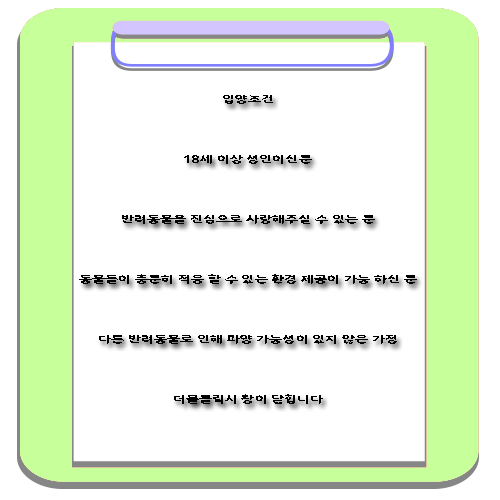 입양조건
18세 이상 성인이신 분
반려동물을 진심으로 사랑해주실 수 있는 분
동물들이 충분히 적응 할 수 있는 환경 제공이 가능 하신 분
다른 반려동물로 인해 파양 가능성이 있지 않은 가정
더블클릭시 창이 닫힙니다